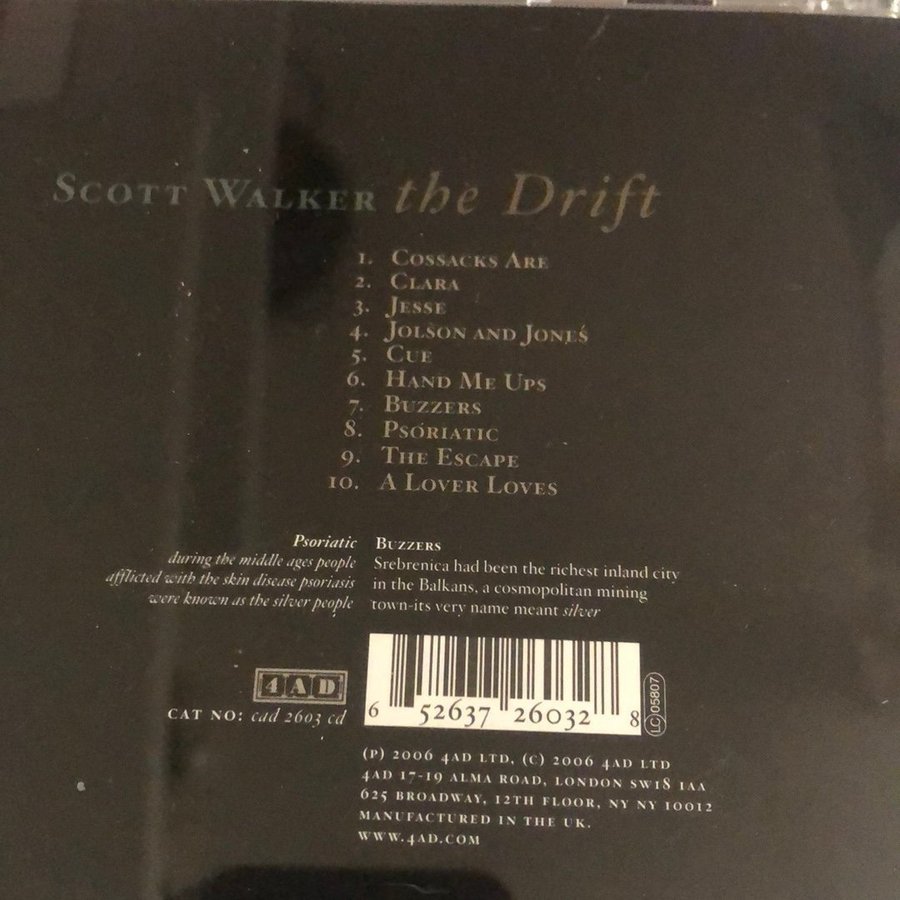 SCOTT WALKER the Drift
1. COSSACKS ARE
2. CLARA
3. JESSE
4. JOLSON AND JONES
5. CUE
6. HAND ME UPS
7. BUZZERS
8. PSORIATIC
9. THE ESCAPE
10. A LOVER LOVES
Psoriatic
during the middle ages people
afflicted with the skin disease psoriasis
were known as the silver people
BUZZERS
Srebrenica had been the richest inland city
in the Balkans, a cosmopolitan mining
town-its very name meant silver
4AD
CAT NO: cad 2603 cd
6 52637 26032 8
LC 05807
(P) 2006 4AD LTD, (C) 2006 4AD LTD
4AD 17-19 ALMA ROAD, LONDON SW18 1AA
625 BROADWAY, 12TH FLOOR, NY NY 10012
MANUFACTURED IN THE UK.
WWW.4AD.COM